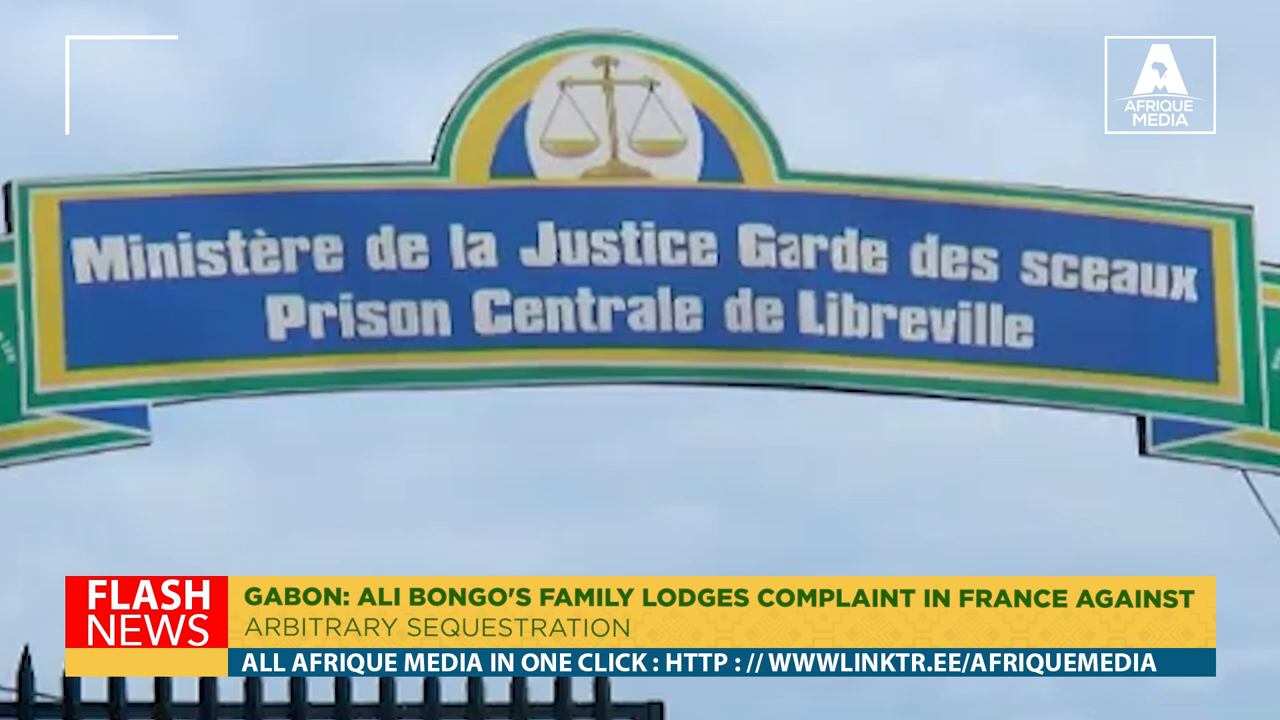 AFRIQUE
MEDIA
Ministère de la Justice Garde des sceaux
Prison Centrale de Libreville
FLASH
NEWS
GABON: ALI BONGO'S FAMILY LODGES COMPLAINT IN FRANCE AGAINST
ARBITRARY SEQUESTRATION
ALL AFRIQUE MEDIA IN ONE CLICK : HTTP : // WWWLINKTR.EE/AFRIQUEMEDIA